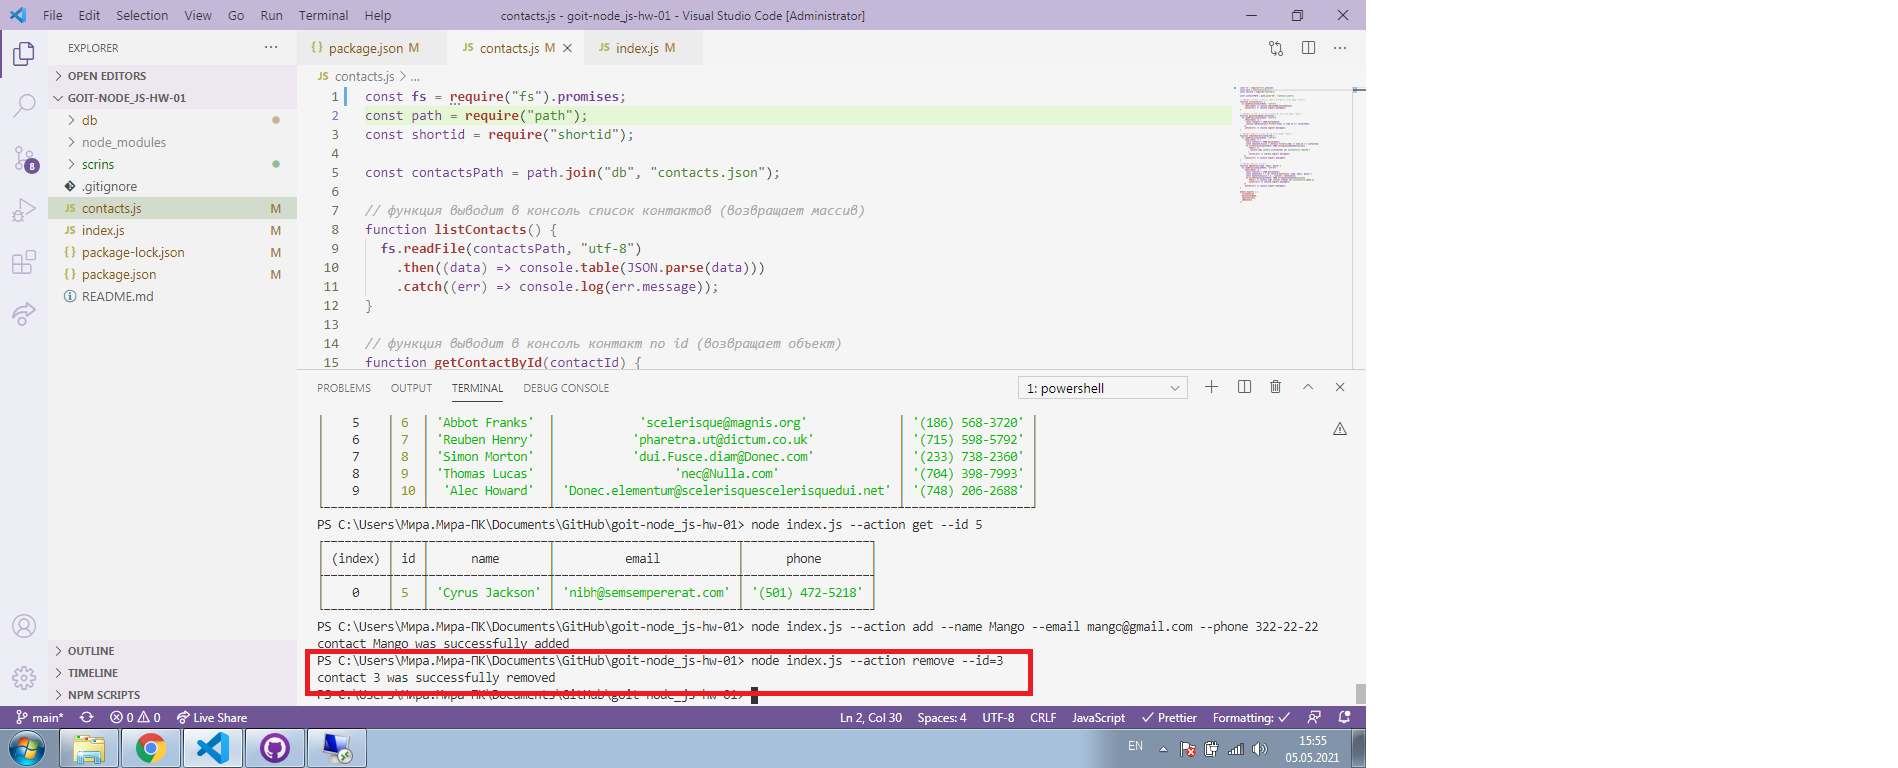 File Edit Selection View Go Run Terminal Help
contacts.js - goit-node_js-hw-01 - Visual Studio Code [Administrator]
EXPLORER
OPEN EDITORS
GOIT-NODE_JS-HW-01
db
node_modules
scrins
.gitignore
JS contacts.js M
JS index.js M
{} package-lock.json M
{} package.json M
README.md
OUTLINE
TIMELINE
NPM SCRIPTS
8
{} package.json M
JS contacts.js M
JS index.js M
JS contacts.js > ...
1 const fs = require("fs").promises;
2 const path = require("path");
3 const shortid = require("shortid");
4
5 const contactsPath = path.join("db", "contacts.json");
6
7 // функция выводит в консоль список контактов (возвращает массив)
8 function listContacts() {
9 fs.readFile(contactsPath, "utf-8")
10 .then((data) => console.table(JSON.parse(data)))
11 .catch((err) => console.log(err.message));
12 }
13
14 // функция выводит в консоль контакт по id (возвращает объект)
15 function getContactById(contactId) {
PROBLEMS OUTPUT TERMINAL DEBUG CONSOLE
1: powershell
5 6 'Abbot Franks' 'scelerisque@magnis.org' '(186) 568-3720'
6 7 'Reuben Henry' 'pharetra.ut@dictum.co.uk' '(715) 598-5792'
7 8 'Simon Morton' 'dui.Fusce.diam@Donec.com' '(233) 738-2360'
8 9 'Thomas Lucas' 'nec@Nulla.com' '(704) 398-7993'
9 10 'Alec Howard' 'Donec.elementum@scelerisquescelerisquedui.net' '(748) 206-2688'
PS C:\Users\Мира.Мира-ПК\Documents\GitHub\goit-node_js-hw-01> node index.js --action get --id 5
(index) id name email phone
0 5 'Cyrus Jackson' 'nibh@semsempererat.com' '(501) 472-5218'
PS C:\Users\Мира.Мира-ПК\Documents\GitHub\goit-node_js-hw-01> node index.js --action add --name Mango --email mango@gmail.com --phone 322-22-22
contact Mango was successfully added
PS C:\Users\Мира.Мира-ПК\Documents\GitHub\goit-node_js-hw-01> node index.js --action remove --id=3
contact 3 was successfully removed
PS C:\Users\Мира.Мира-ПК\Documents\GitHub\goit-node_js-hw-01>
main* 0 0 Live Share
Ln 2, Col 30 Spaces: 4 UTF-8 CRLF JavaScript Prettier Formatting:
EN
15:55
05.05.2021